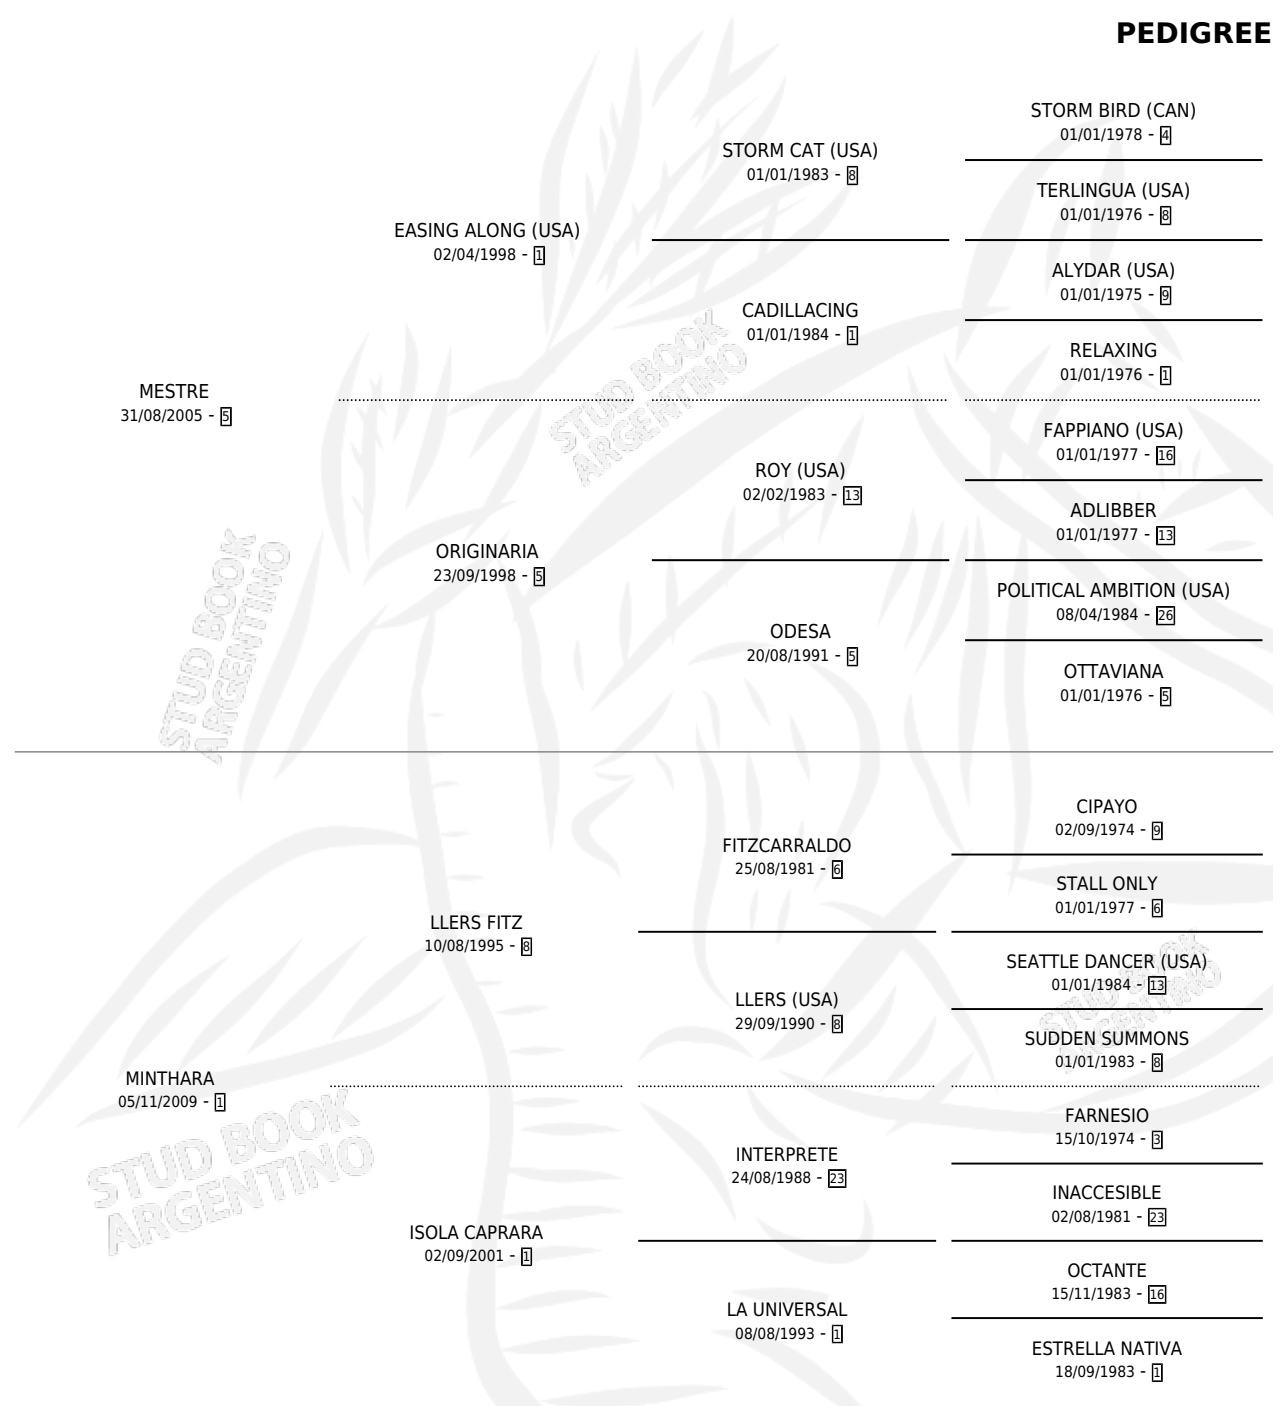 PEDIGREE
STORM BIRD (CAN)
01/01/1978 - 4
STORM CAT (USA)
01/01/1983 - 8
TERLINGUA (USA)
01/01/1976 - 8
EASING ALONG (USA)
02/04/1998 - 1
ALYDAR (USA)
01/01/1975 - 9
CADILLACING
01/01/1984 - 1
RELAXING
01/01/1976 - 1
MESTRE
31/08/2005 - 5
FAPPIANO (USA)
01/01/1977 - 16
ROY (USA)
02/02/1983 - 13
ADLIBBER
01/01/1977 - 13
ORIGINARIA
23/09/1998 - 5
POLITICAL AMBITION (USA)
08/04/1984 - 26
ODESA
20/08/1991 - 5
OTTAVIANA
01/01/1976 - 5
CIPAYO
02/09/1974 - 9
FITZCARRALDO
25/08/1981 - 6
STALL ONLY
01/01/1977 - 6
LLERS FITZ
10/08/1995 - 8
SEATTLE DANCER (USA)
01/01/1984 - 13
LLERS (USA)
29/09/1990 - 8
SUDDEN SUMMONS
01/01/1983 - 8
MINTHARA
05/11/2009 - 1
FARNESIO
15/10/1974 - 3
INTERPRETE
24/08/1988 - 23
INACCESIBLE
02/08/1981 - 23
ISOLA CAPRARA
02/09/2001 - 1
OCTANTE
15/11/1983 - 16
LA UNIVERSAL
08/08/1993 - 1
ESTRELLA NATIVA
18/09/1983 - 1
STUD BOOK
ARGENTINO
STUD BOOK
ARGENTINO
STUD BOOK
ARGENTINO
STUD BOOK
ARGENTINO